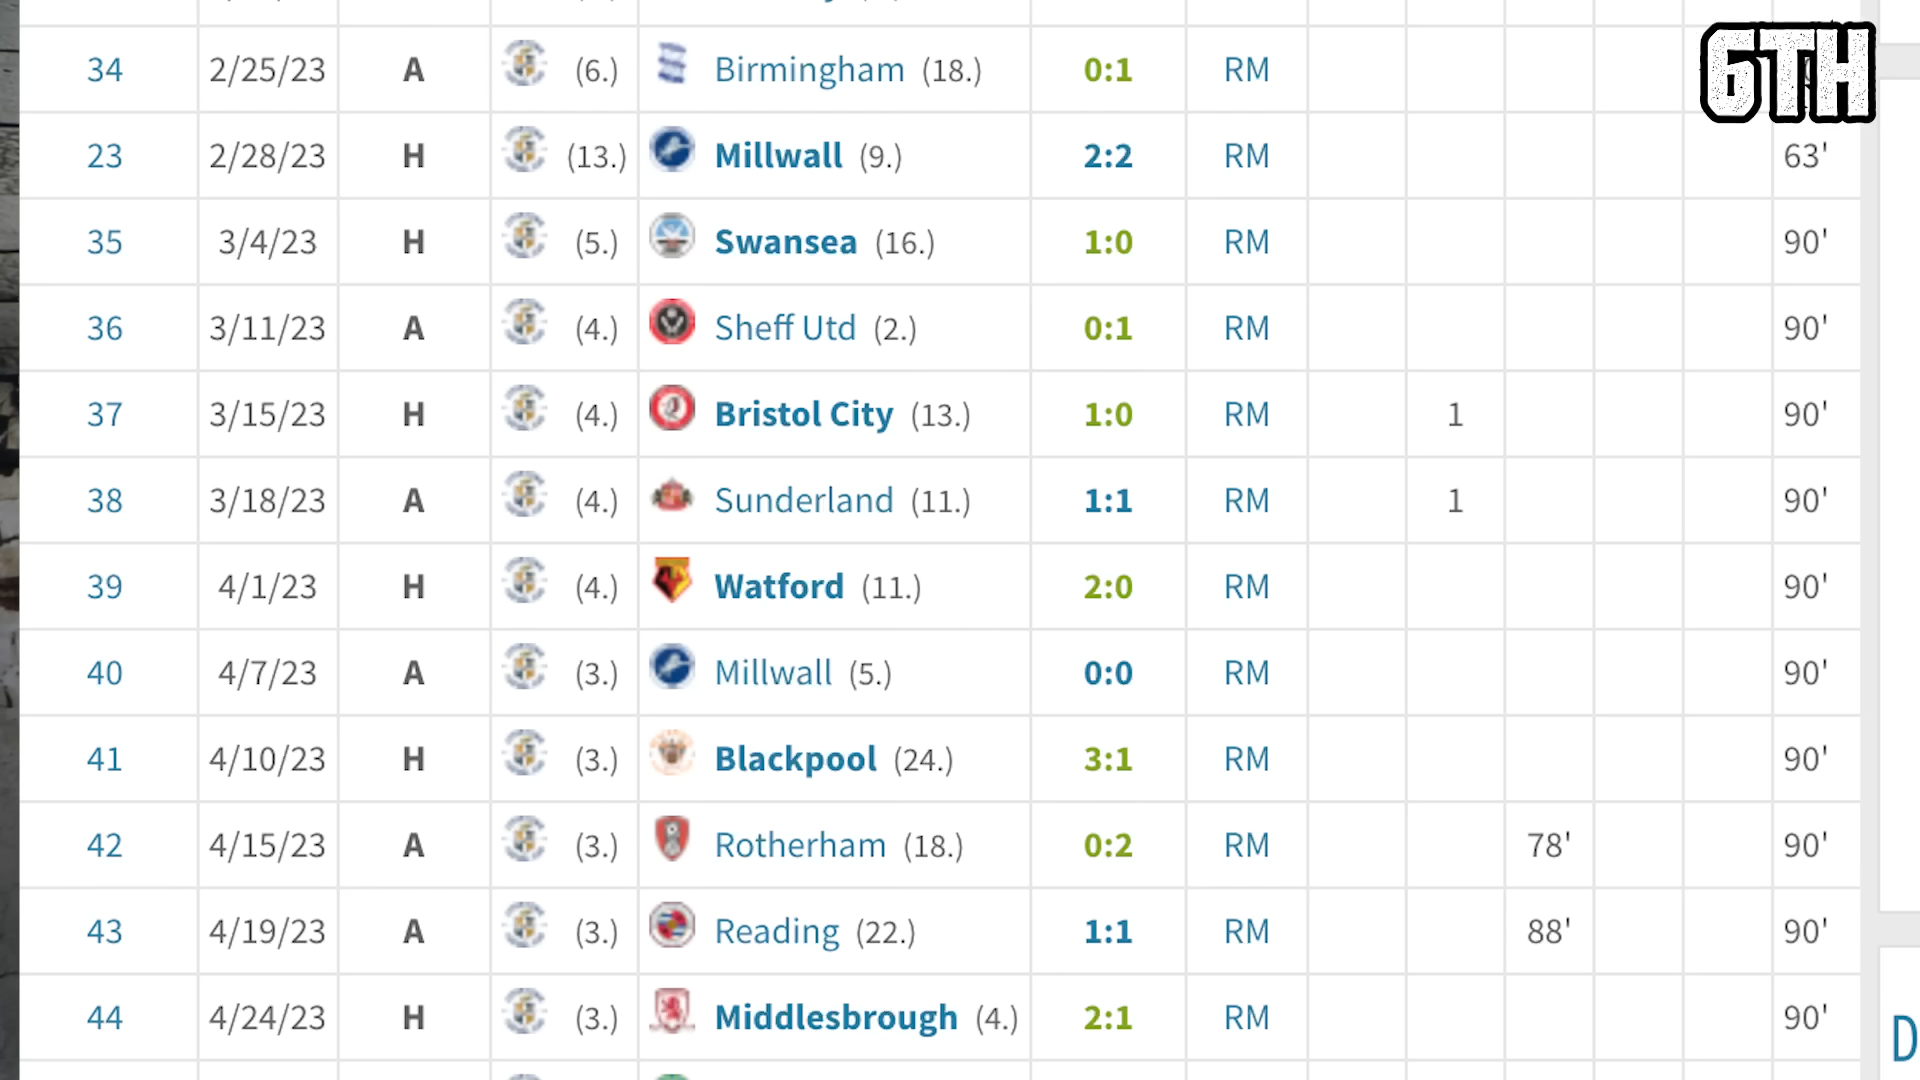 34 2/25/23 A (6.) Birmingham (18.) 0:1 RM
6TH
23 2/28/23 H (13.) Millwall (9.) 2:2 RM 63'
35 3/4/23 H (5.) Swansea (16.) 1:0 RM 90'
36 3/11/23 A (4.) Sheff Utd (2.) 0:1 RM 90'
37 3/15/23 H (4.) Bristol City (13.) 1:0 RM 1 90'
38 3/18/23 A (4.) Sunderland (11.) 1:1 RM 1 90'
39 4/1/23 H (4.) Watford (11.) 2:0 RM 90'
40 4/7/23 A (3.) Millwall (5.) 0:0 RM 90'
41 4/10/23 H (3.) Blackpool (24.) 3:1 RM 90'
42 4/15/23 A (3.) Rotherham (18.) 0:2 RM 78' 90'
43 4/19/23 A (3.) Reading (22.) 1:1 RM 88' 90'
44 4/24/23 H (3.) Middlesbrough (4.) 2:1 RM 90'
D